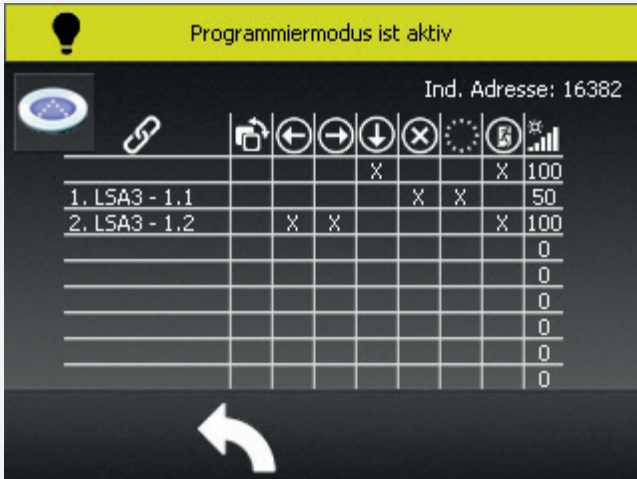 Programmiermodus ist aktiv
Ind. Adresse: 16382
X X 100
1. LSA3 - 1.1 X X 50
2. LSA3 - 1.2 X X X 100
0
0
0
0
0
0